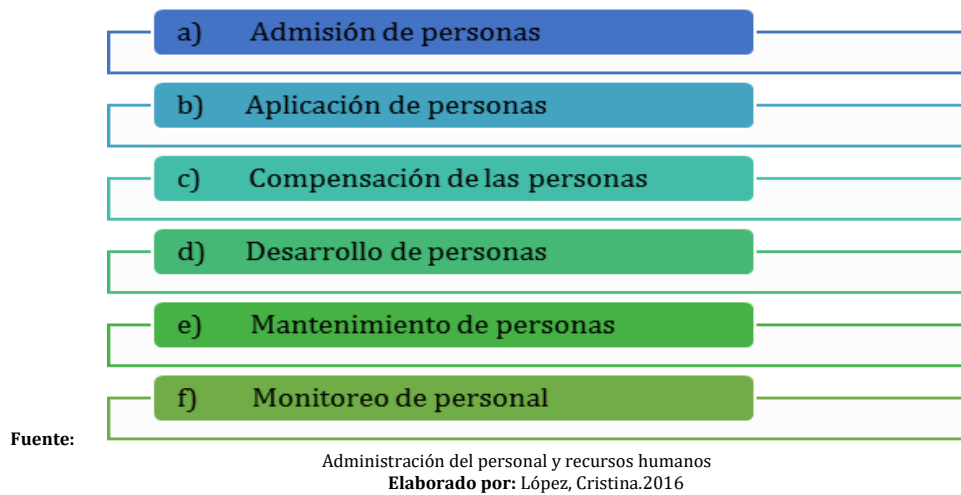 a) Admisión de personas
b) Aplicación de personas
c) Compensación de las personas
d) Desarrollo de personas
e) Mantenimiento de personas
f) Monitoreo de personal
Fuente:
Administración del personal y recursos humanos
Elaborado por: López, Cristina.2016